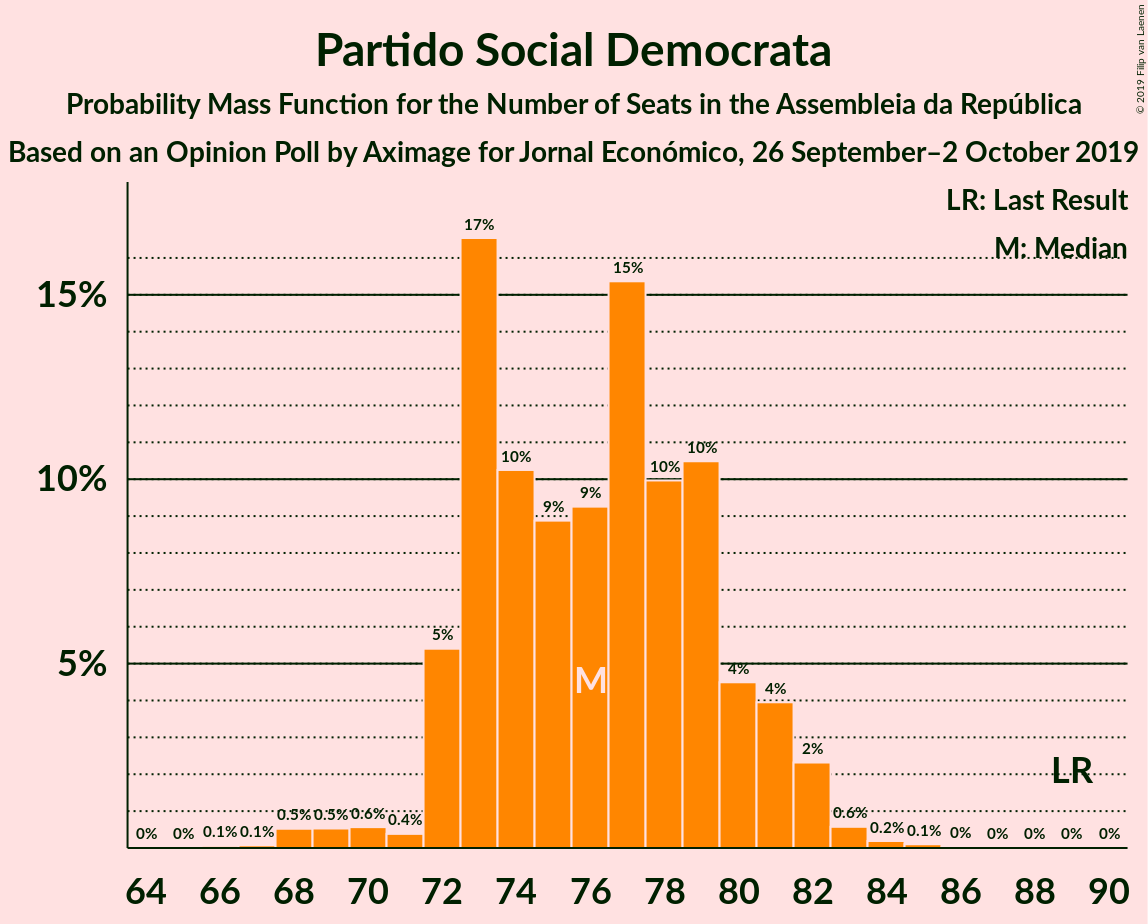 Partido Social Democrata
Probability Mass Function for the Number of Seats in the Assembleia da República
Based on an Opinion Poll by Aximage for Jornal Económico, 26 September–2 October 2019
© 2019 Filip van Laenen
LR: Last Result
M: Median
15%
10%
5%
0% 0% 0.1% 0.1% 0.5% 0.5% 0.6% 0.4% 5% 17% 10% 9% 9% 15% 10% 10% 4% 4% 2% 0.6% 0.2% 0.1% 0% 0% 0% 0% 0%
M
LR
64 66 68 70 72 74 76 78 80 82 84 86 88 90